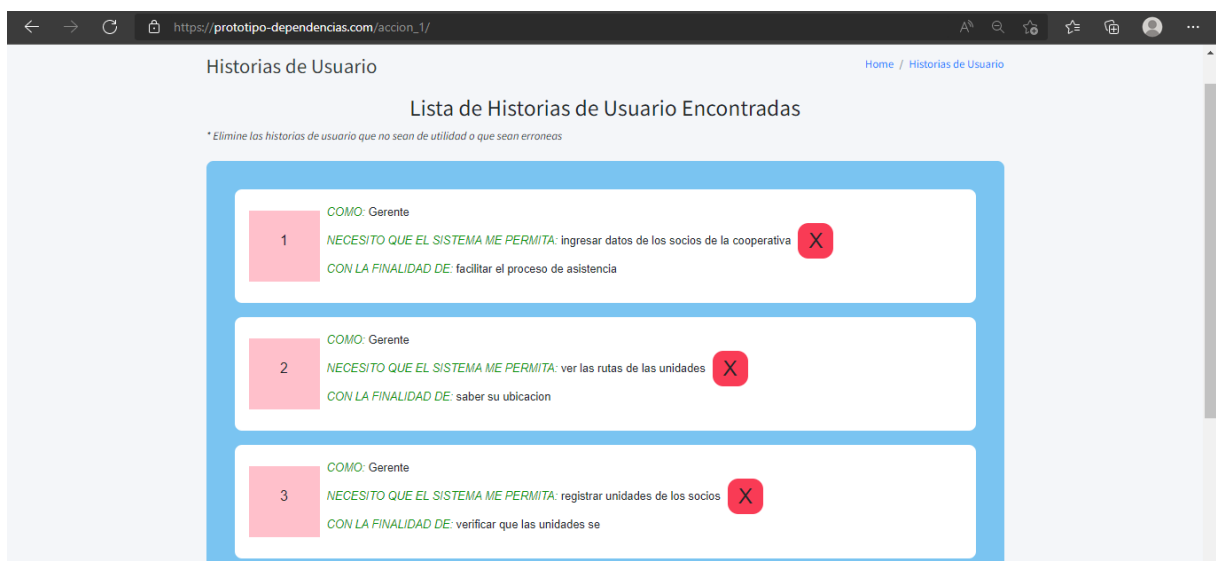 https://prototipo-dependencias.com/accion_1/
Historias de Usuario
Home / Historias de Usuario
Lista de Historias de Usuario Encontradas
* Elimine las historias de usuario que no sean de utilidad o que sean erroneas
COMO: Gerente
1 NECESITO QUE EL SISTEMA ME PERMITA: ingresar datos de los socios de la cooperativa X
CON LA FINALIDAD DE: facilitar el proceso de asistencia
COMO: Gerente
2 NECESITO QUE EL SISTEMA ME PERMITA: ver las rutas de las unidades X
CON LA FINALIDAD DE: saber su ubicacion
COMO: Gerente
3 NECESITO QUE EL SISTEMA ME PERMITA: registrar unidades de los socios X
CON LA FINALIDAD DE: verificar que las unidades se